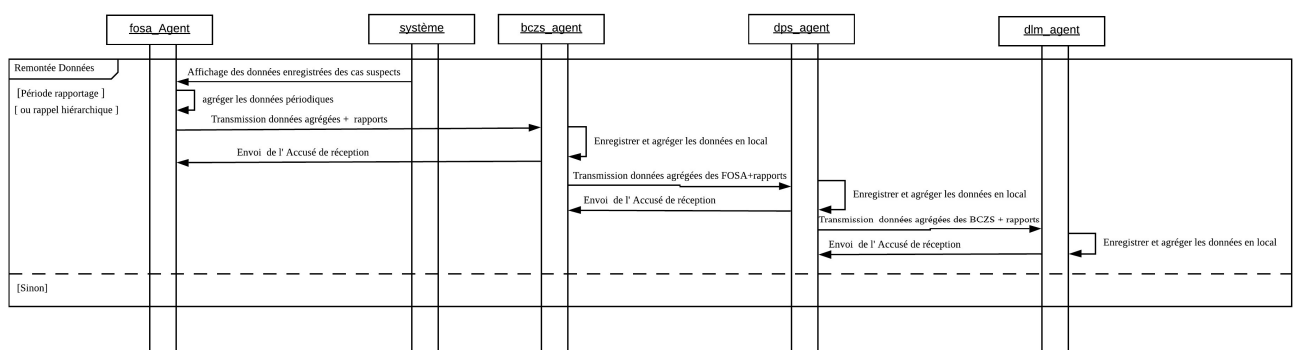 fosa_Agent
système
bczs_agent
dps_agent
dlm_agent
Remontée Données
Affichage des données enregistrées des cas suspects
[Période rapportage ]
agréger les données périodiques
[ ou rappel hiérarchique ]
Transmission données agrégées + rapports
Enregistrer et agréger les données en local
Envoi de l' Accusé de réception
Transmission données agrégées des FOSA+rapports
Enregistrer et agréger les données en local
Envoi de l' Accusé de réception
Transmission données agrégées des BCZS + rapports
Enregistrer et agréger les données en local
Envoi de l' Accusé de réception
[Sinon]